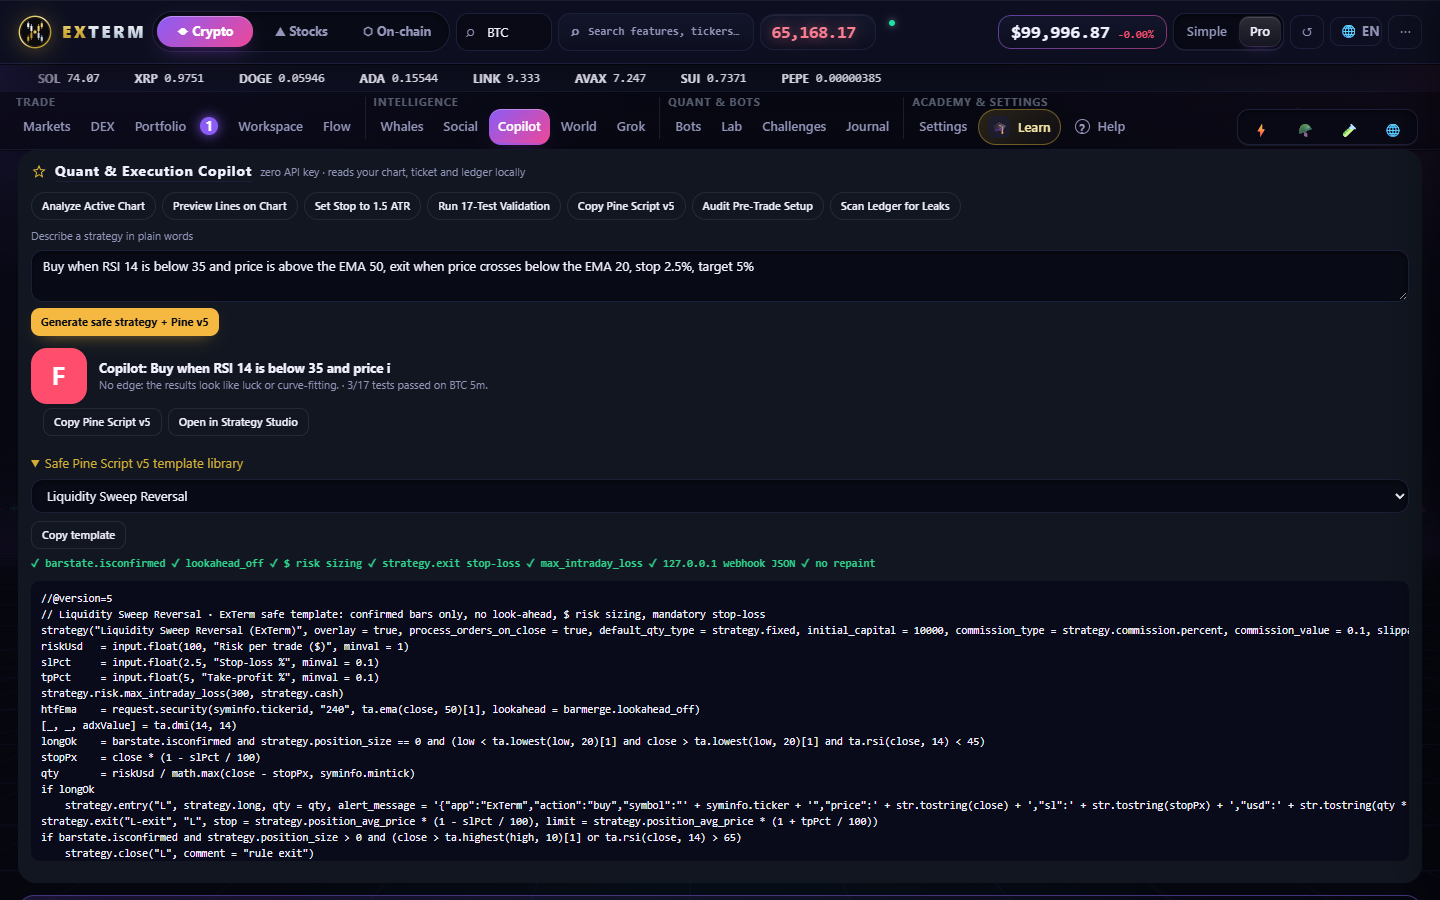 EXTERM
Crypto
Stocks
On-chain
BTC
Search features, tickers…
65,168.17
$99,996.87 -0.00%
Simple
Pro
EN
SOL 74.07 XRP 0.9751 DOGE 0.05946 ADA 0.15544 LINK 9.333 AVAX 7.247 SUI 0.7371 PEPE 0.00000385
TRADE
Markets DEX Portfolio 1 Workspace Flow
INTELLIGENCE
Whales Social Copilot World Grok
QUANT & BOTS
Bots Lab Challenges Journal
ACADEMY & SETTINGS
Settings Learn ? Help
Quant & Execution Copilot zero API key · reads your chart, ticket and ledger locally
Analyze Active Chart Preview Lines on Chart Set Stop to 1.5 ATR Run 17-Test Validation Copy Pine Script v5 Audit Pre-Trade Setup Scan Ledger for Leaks
Describe a strategy in plain words
Buy when RSI 14 is below 35 and price is above the EMA 50, exit when price crosses below the EMA 20, stop 2.5%, target 5%
Generate safe strategy + Pine v5
F
Copilot: Buy when RSI 14 is below 35 and price i
No edge: the results look like luck or curve-fitting. · 3/17 tests passed on BTC 5m.
Copy Pine Script v5 Open in Strategy Studio
▼ Safe Pine Script v5 template library
Liquidity Sweep Reversal
Copy template
✓ barstate.isconfirmed ✓ lookahead_off ✓ $ risk sizing ✓ strategy.exit stop-loss ✓ max_intraday_loss ✓ 127.0.0.1 webhook JSON ✓ no repaint
//@version=5
// Liquidity Sweep Reversal · ExTerm safe template: confirmed bars only, no look-ahead, $ risk sizing, mandatory stop-loss
strategy("Liquidity Sweep Reversal (ExTerm)", overlay = true, process_orders_on_close = true, default_qty_type = strategy.fixed, initial_capital = 10000, commission_type = strategy.commission.percent, commission_value = 0.1, slippa
riskUsd = input.float(100, "Risk per trade ($)", minval = 1)
slPct = input.float(2.5, "Stop-loss %", minval = 0.1)
tpPct = input.float(5, "Take-profit %", minval = 0.1)
strategy.risk.max_intraday_loss(300, strategy.cash)
htfEma = request.security(syminfo.tickerid, "240", ta.ema(close, 50)[1], lookahead = barmerge.lookahead_off)
[_, _, adxValue] = ta.dmi(14, 14)
longOk = barstate.isconfirmed and strategy.position_size == 0 and (low < ta.lowest(low, 20)[1] and close > ta.lowest(low, 20)[1] and ta.rsi(close, 14) < 45)
stopPx = close * (1 - slPct / 100)
qty = riskUsd / math.max(close - stopPx, syminfo.mintick)
if longOk
strategy.entry("L", strategy.long, qty = qty, alert_message = '{"app":"ExTerm","action":"buy","symbol":"' + syminfo.ticker + '","price":' + str.tostring(close) + ',"sl":' + str.tostring(stopPx) + ',"usd":' + str.tostring(qty *
strategy.exit("L-exit", "L", stop = strategy.position_avg_price * (1 - slPct / 100), limit = strategy.position_avg_price * (1 + tpPct / 100))
if barstate.isconfirmed and strategy.position_size > 0 and (close > ta.highest(high, 10)[1] or ta.rsi(close, 14) > 65)
strategy.close("L", comment = "rule exit")